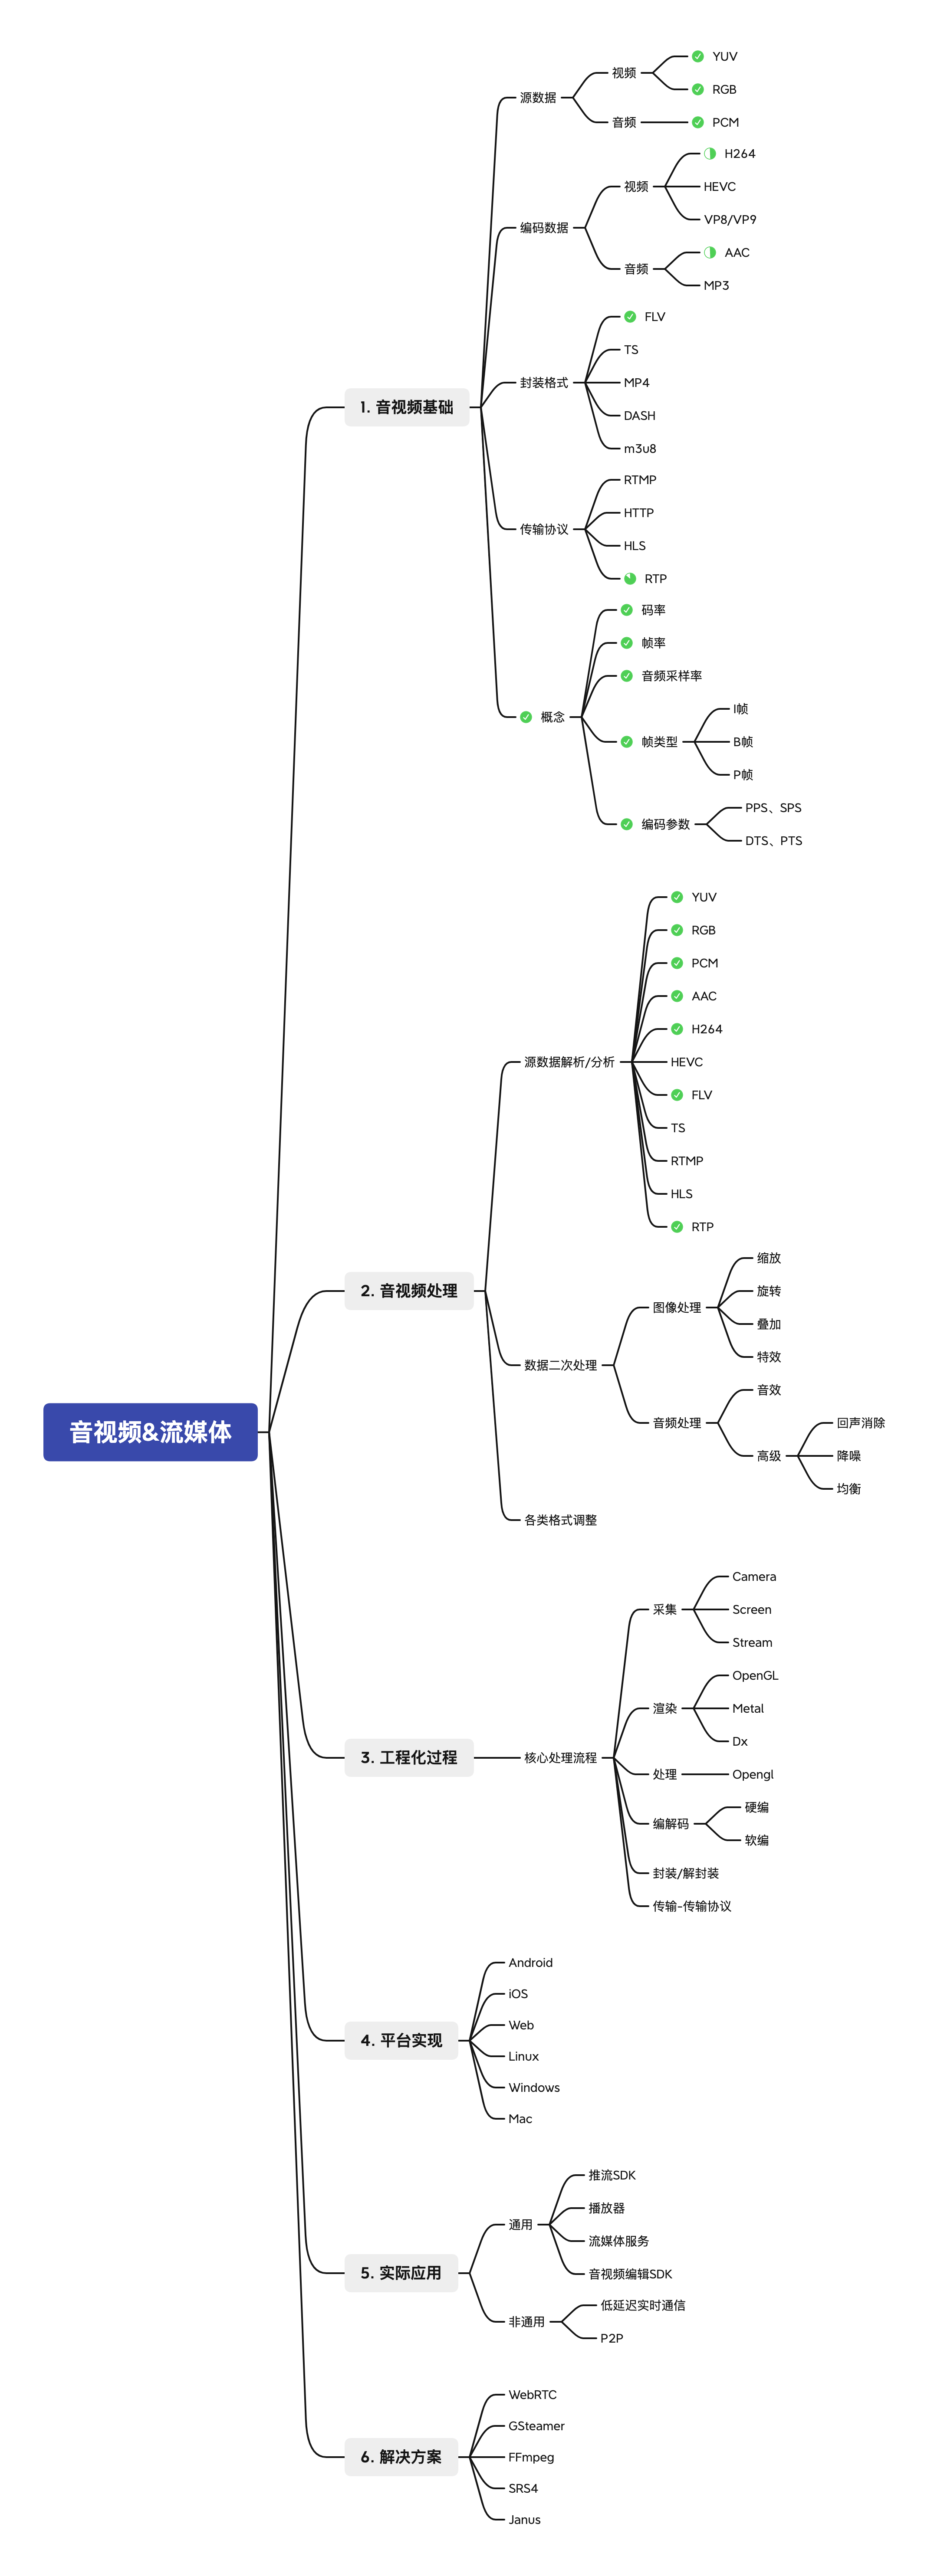 音视频&流媒体
1. 音视频基础
源数据
视频
YUV
RGB
音频
PCM
编码数据
视频
H264
HEVC
VP8/VP9
音频
AAC
MP3
封装格式
FLV
TS
MP4
DASH
m3u8
传输协议
RTMP
HTTP
HLS
RTP
概念
码率
帧率
音频采样率
帧类型
I帧
B帧
P帧
编码参数
PPS、SPS
DTS、PTS
2. 音视频处理
源数据解析/分析
YUV
RGB
PCM
AAC
H264
HEVC
FLV
TS
RTMP
HLS
RTP
数据二次处理
图像处理
缩放
旋转
叠加
特效
音频处理
音效
高级
回声消除
降噪
均衡
各类格式调整
3. 工程化过程
核心处理流程
采集
Camera
Screen
Stream
渲染
OpenGL
Metal
Dx
处理
Opengl
编解码
硬编
软编
封装/解封装
传输-传输协议
4. 平台实现
Android
iOS
Web
Linux
Windows
Mac
5. 实际应用
通用
推流SDK
播放器
流媒体服务
音视频编辑SDK
非通用
低延迟实时通信
P2P
6. 解决方案
WebRTC
GSteamer
FFmpeg
SRS4
Janus